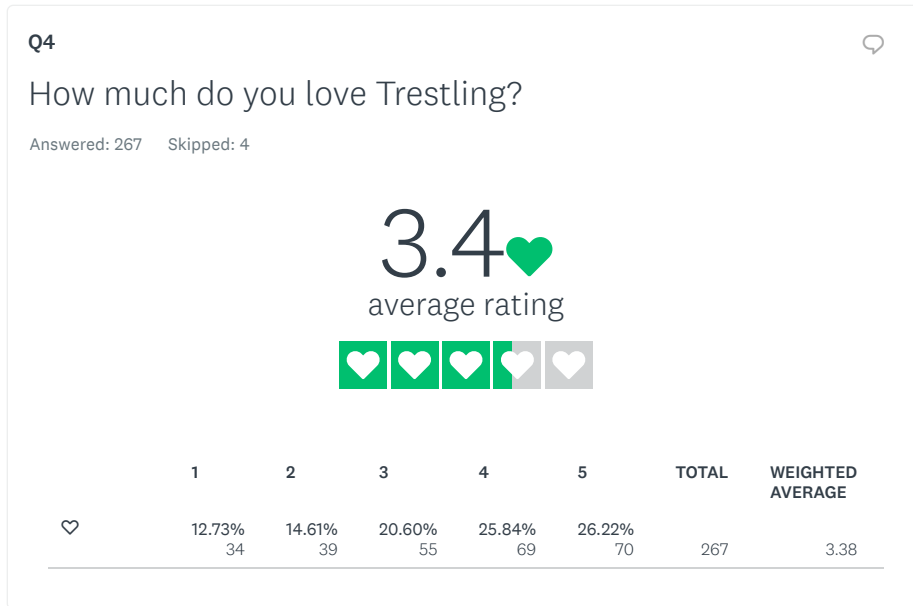 Q4
How much do you love Trestling?
Answered: 267 Skipped: 4
3.4
average rating
1 2 3 4 5 TOTAL WEIGHTED
AVERAGE
12.73% 14.61% 20.60% 25.84% 26.22%
34 39 55 69 70 267 3.38